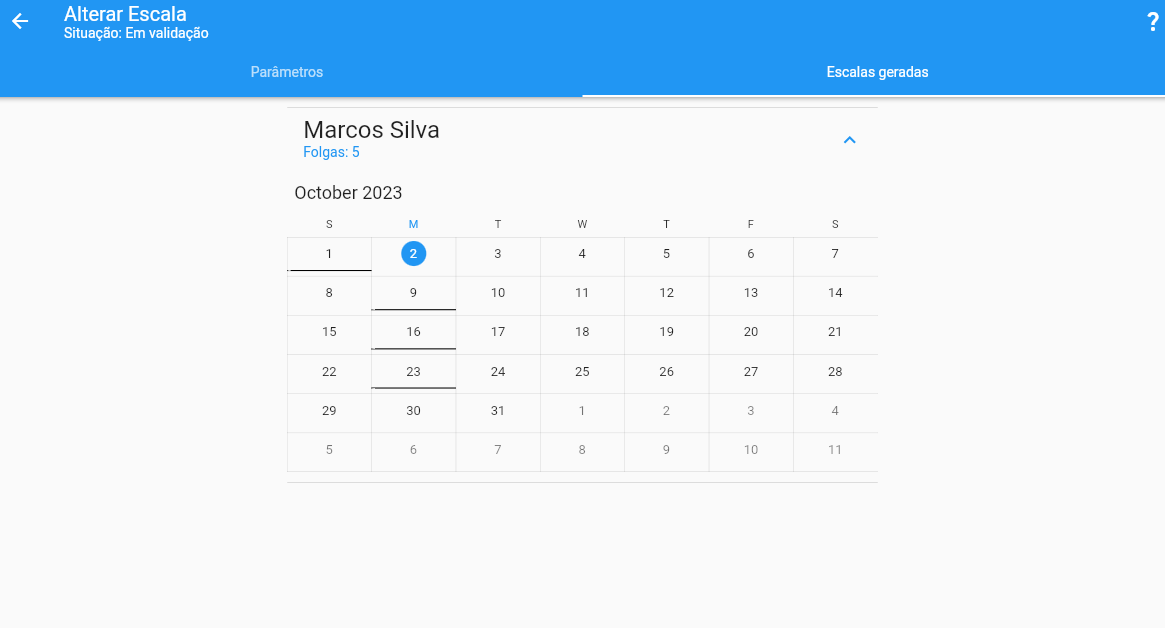 Alterar Escala
Situação: Em validação
?
Parâmetros Escalas geradas
Marcos Silva
Folgas: 5
October 2023
S M T W T F S
1 2 3 4 5 6 7
8 9 10 11 12 13 14
15 16 17 18 19 20 21
22 23 24 25 26 27 28
29 30 31 1 2 3 4
5 6 7 8 9 10 11